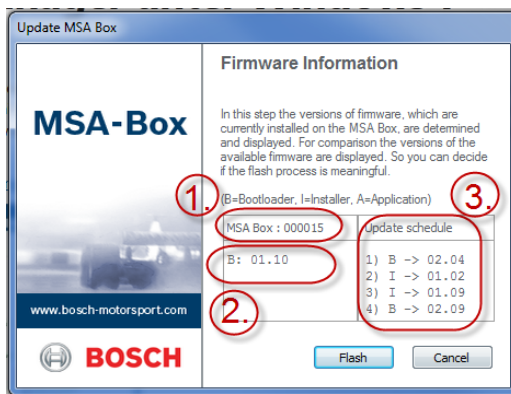 Update MSA Box
MSA-Box
www.bosch-motorsport.com
BOSCH
Firmware Information
In this step the versions of firmware, which are
currently installed on the MSA Box, are determined
and displayed. For comparison the versions of the
available firmware are displayed. So you can decide
if the flash process is meaningful.
(B=Bootloader, I=Installer, A=Application)
1.
MSA Box : 000015
B: 01.10
2.
3.
Update schedule
1) B -> 02.04
2) I -> 01.02
3) I -> 01.09
4) B -> 02.09
Flash
Cancel